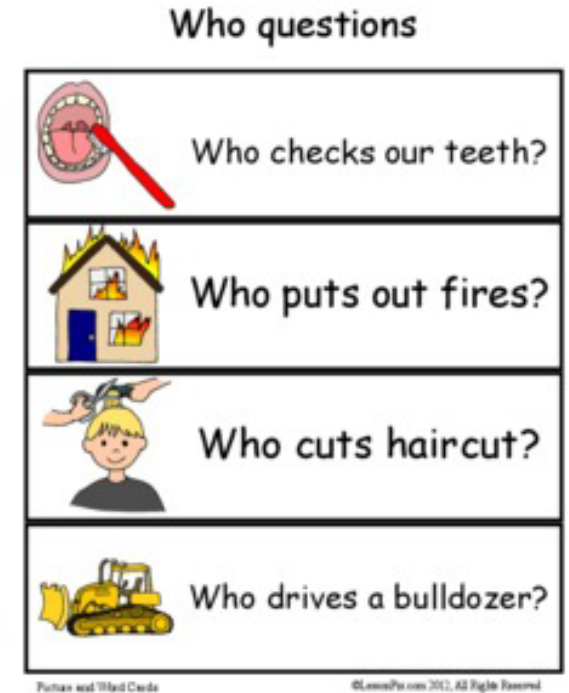 Who questions
Who checks our teeth?
Who puts out fires?
Who cuts haircut?
Who drives a bulldozer?
Picture and Word Cards
©LessonPix.com 2012, All Rights Reserved